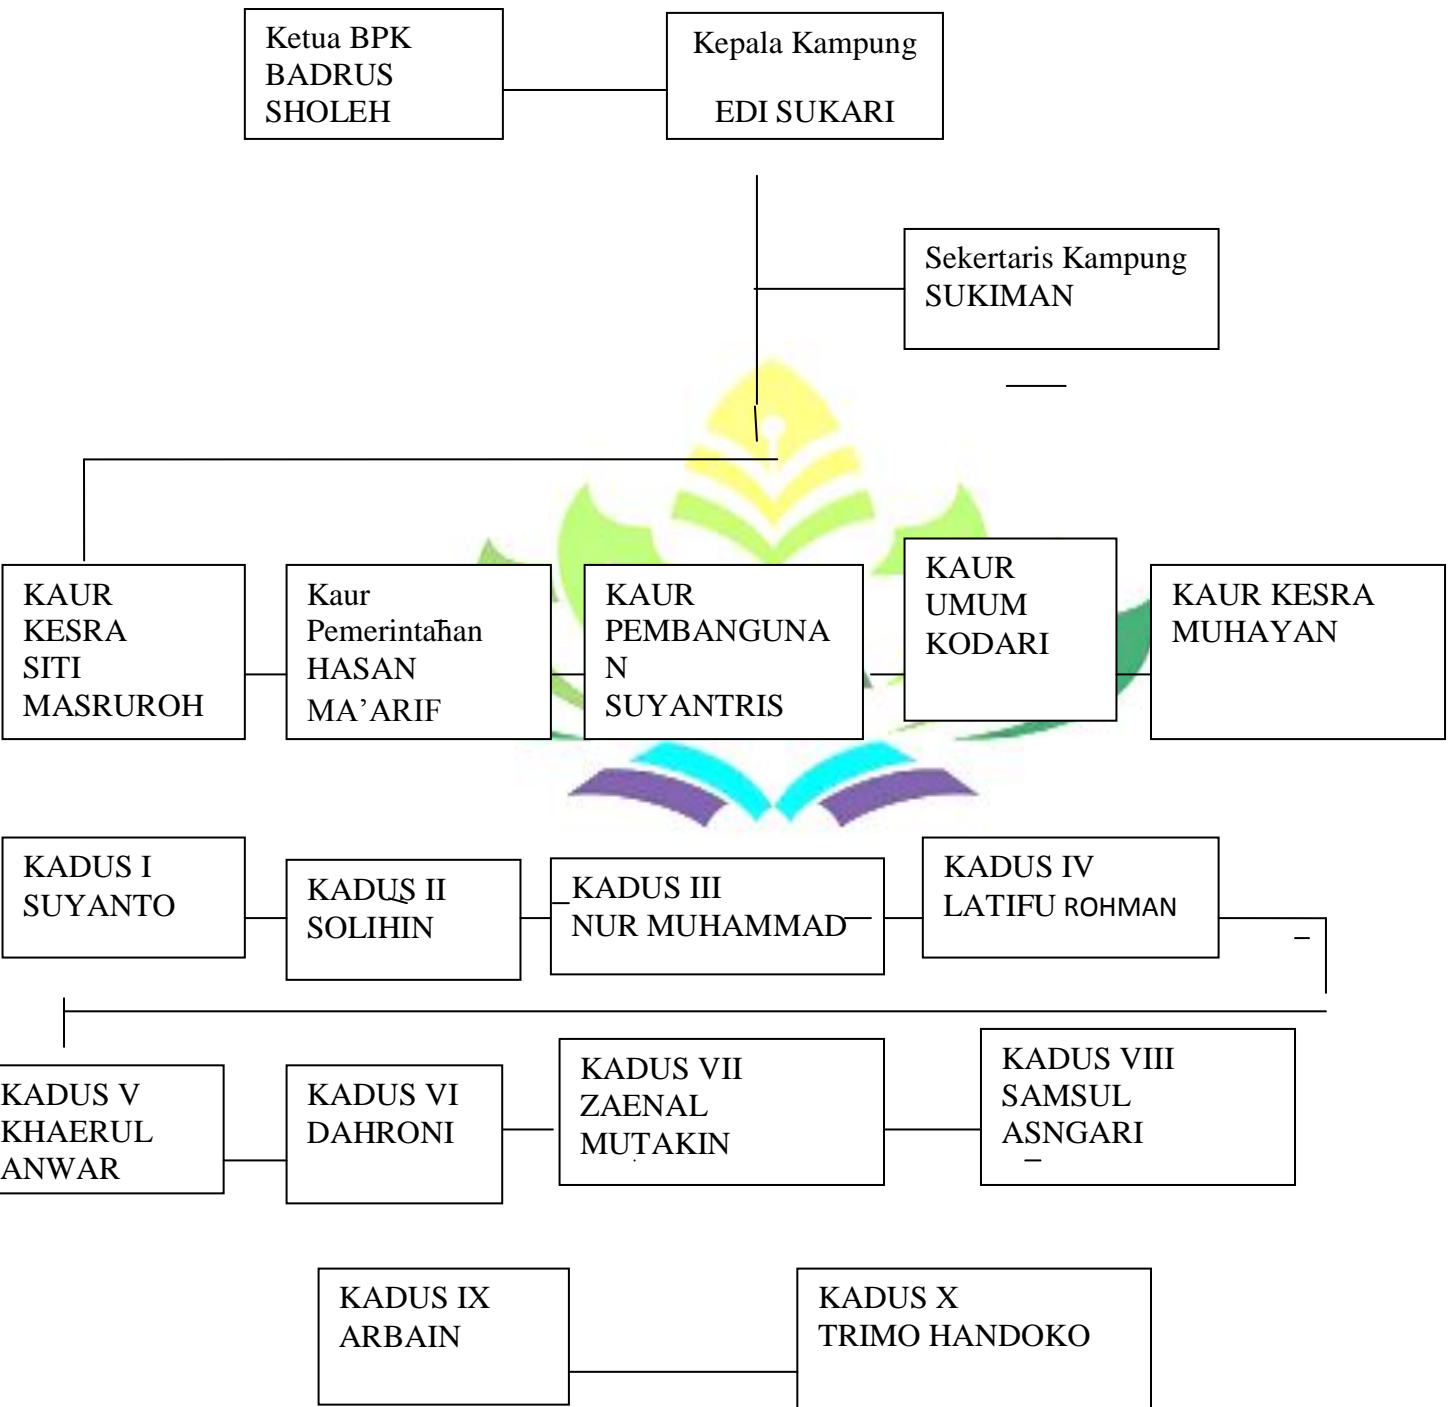 Ketua BPK
BADRUS
SHOLEH
Kepala Kampung
EDI SUKARI
Sekertaris Kampung
SUKIMAN
KAUR
KESRA
SITI
MASRUROH
Kaur
Pemerintahan
HASAN
MA’ARIF
KAUR
PEMBANGUNA
N
SUYANTRIS
KAUR
UMUM
KODARI
KAUR KESRA
MUHAYAN
KADUS I
SUYANTO
KADUS II
SOLIHIN
KADUS III
NUR MUHAMMAD
KADUS IV
LATIFU ROHMAN
KADUS V
KHAERUL
ANWAR
KADUS VI
DAHRONI
KADUS VII
ZAENAL
MUTAKIN
KADUS VIII
SAMSUL
ASNGARI
KADUS IX
ARBAIN
KADUS X
TRIMO HANDOKO